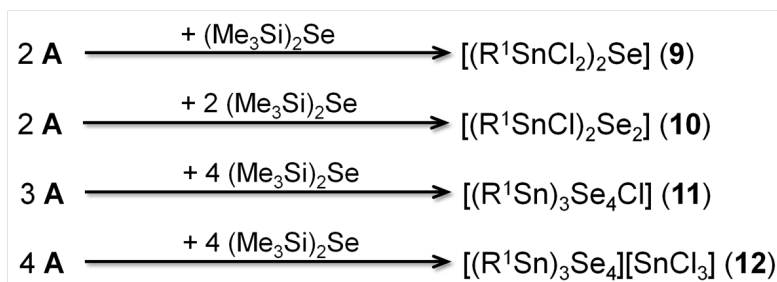 2 A + (Me₃Si)₂Se [(R¹SnCl₂)₂Se] (9)
2 A + 2 (Me₃Si)₂Se [(R¹SnCl)₂Se₂] (10)
3 A + 4 (Me₃Si)₂Se [(R¹Sn)₃Se₄Cl] (11)
4 A + 4 (Me₃Si)₂Se [(R¹Sn)₃Se₄][SnCl₃] (12)